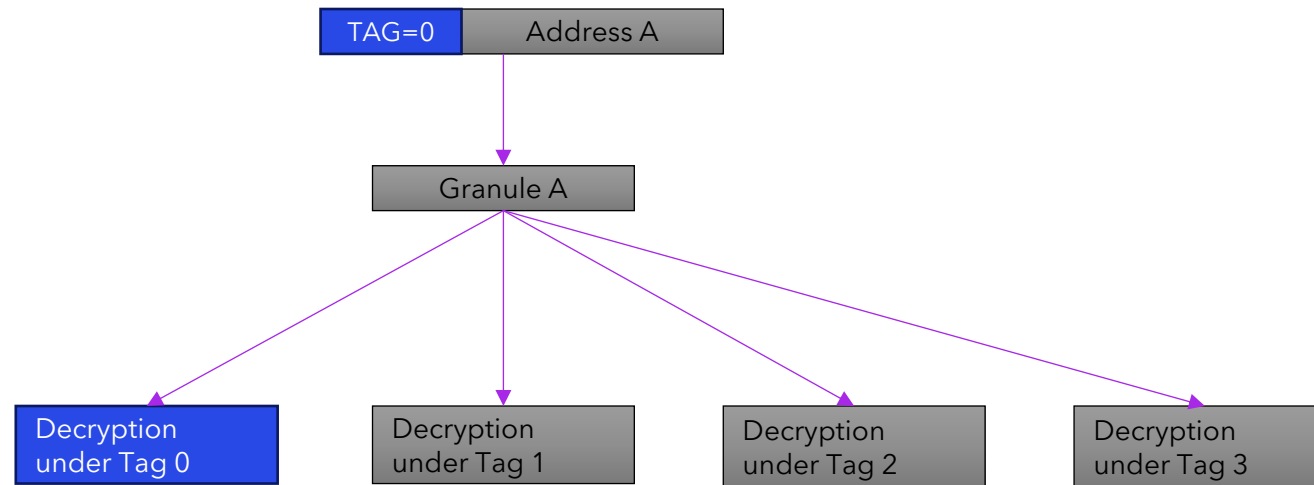 TAG=0
Address A
Granule A
Decryption
under Tag 0
Decryption
under Tag 1
Decryption
under Tag 2
Decryption
under Tag 3